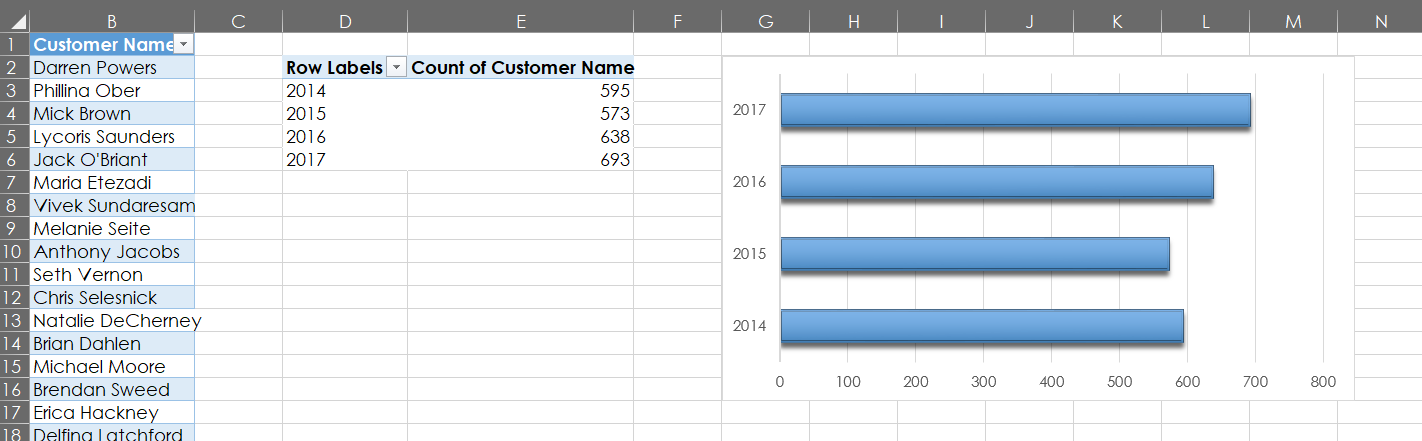 B C D E F G H I J K L M N
1 Customer Name
2 Darren Powers Row Labels Count of Customer Name
3 Phillina Ober 2014 595
4 Mick Brown 2015 573
5 Lycoris Saunders 2016 638
6 Jack O'Briant 2017 693
7 Maria Etezadi
8 Vivek Sundaresam
9 Melanie Seite
10 Anthony Jacobs
11 Seth Vernon
12 Chris Selesnick
13 Natalie DeCherney
14 Brian Dahlen
15 Michael Moore
16 Brendan Sweed
17 Erica Hackney
18 Delfina Latchford
2017
2016
2015
2014
0 100 200 300 400 500 600 700 800